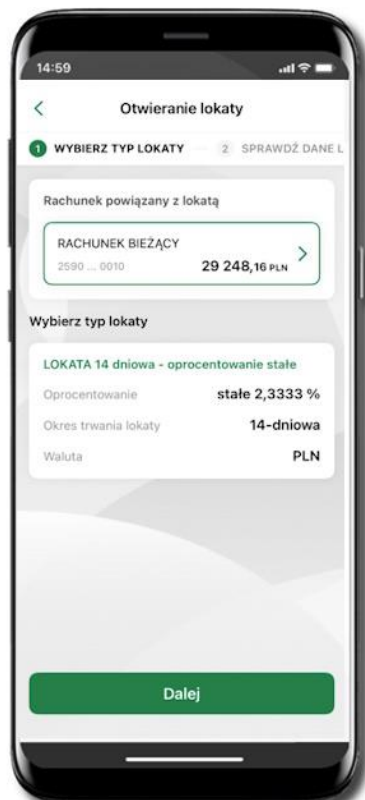 14:59
Otwieranie lokaty
1 WYBIERZ TYP LOKATY 2 SPRAWDŹ DANE L
Rachunek powiązany z lokatą
RACHUNEK BIEŻĄCY
2590 ... 0010 29 248,16 PLN
Wybierz typ lokaty
LOKATA 14 dniowa - oprocentowanie stałe
Oprocentowanie stałe 2,3333 %
Okres trwania lokaty 14-dniowa
Waluta PLN
Dalej